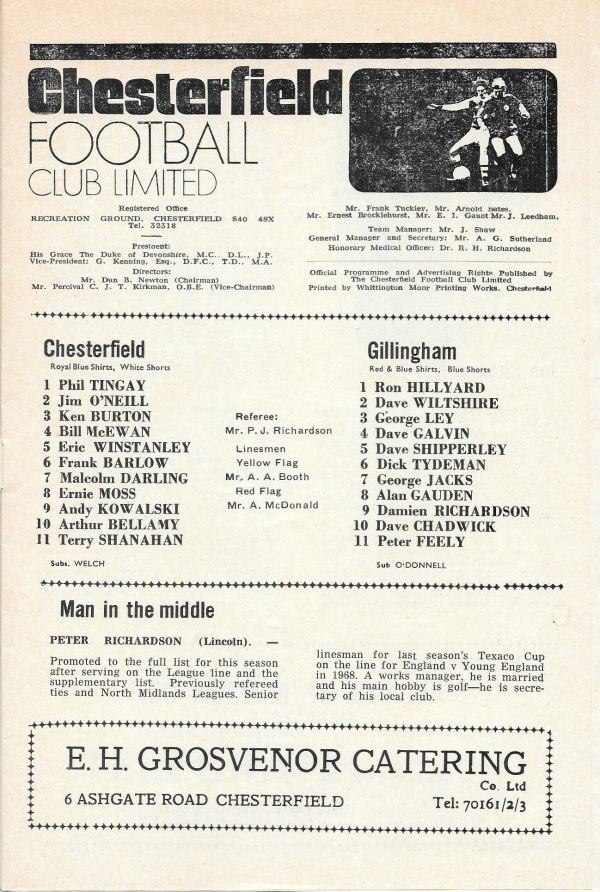 Chesterfield
FOOTBALL
CLUB LIMITED
Registered Office
RECREATION GROUND, CHESTERFIELD S40 4SX
Tel. 32318
President:
His Grace The Duke of Devonshire, M.C., D.L., J.P.
Vice-President: G. Kenning, Esq., D.F.C., T.D., M.A.
Directors:
Mr. Dan B. Newton (Chairman)
Mr. Percival C. J. T. Kirkman, O.B.E. (Vice-Chairman)
Mr. Frank Tuckley, Mr. Arnold Bates,
Mr. Ernest Brocklehurst, Mr. E. I. Gaunt Mr. J. Leedham,
Team Manager: Mr. J. Shaw
General Manager and Secretary: Mr. A. G. Sutherland
Honorary Medical Officer: Dr. R. H. Richardson
Official Programme and Advertising Rights Published by
The Chesterfield Football Club Limited
Printed by Whittington Moor Printing Works, Chesterfield
Chesterfield
Royal Blue Shirts, White Shorts
1 Phil TINGAY
2 Jim O'NEILL
3 Ken BURTON
4 Bill McEWAN
5 Eric WINSTANLEY
6 Frank BARLOW
7 Malcolm DARLING
8 Ernie MOSS
9 Andy KOWALSKI
10 Arthur BELLAMY
11 Terry SHANAHAN
Subs. WELCH
Referee:
Mr. P. J. Richardson
Linesmen
Yellow Flag
Mr. A. A. Booth
Red Flag
Mr. A. McDonald
Gillingham
Red & Blue Shirts, Blue Shorts
1 Ron HILLYARD
2 Dave WILTSHIRE
3 George LEY
4 Dave GALVIN
5 Dave SHIPPERLEY
6 Dick TYDEMAN
7 George JACKS
8 Alan GAUDEN
9 Damien RICHARDSON
10 Dave CHADWICK
11 Peter FEELY
Sub O'DONNELL
Man in the middle
PETER RICHARDSON (Lincoln). —
Promoted to the full list for this season
after serving on the League line and the
supplementary list. Previously refereed
ties and North Midlands Leagues. Senior
linesman for last season's Texaco Cup
on the line for England v Young England
in 1968. A works manager, he is married
and his main hobby is golf—he is secre-
tary of his local club.
E. H. GROSVENOR CATERING
Co. Ltd
6 ASHGATE ROAD CHESTERFIELD
Tel: 70161/2/3